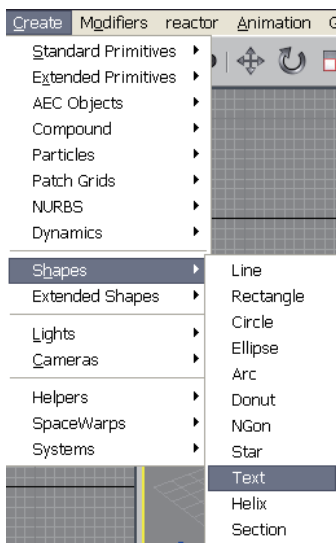 Create Modifiers reactor Animation G
Standard Primitives
Extended Primitives
AEC Objects
Compound
Particles
Patch Grids
NURBS
Dynamics
Shapes
Extended Shapes
Lights
Cameras
Helpers
SpaceWarps
Systems
Line
Rectangle
Circle
Ellipse
Arc
Donut
NGon
Star
Text
Helix
Section